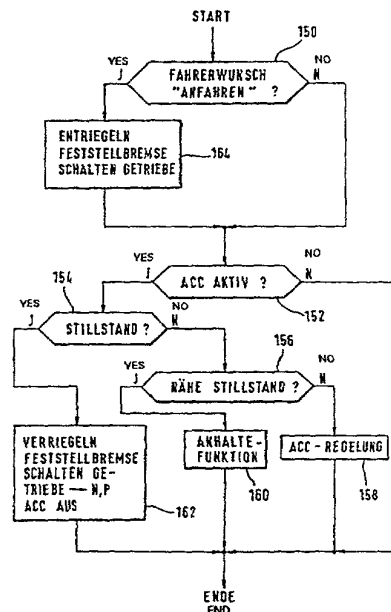 START
150
YES
J
FAHRERWUNSCH
"ANFAHREN" ?
NO
N
ENTRIEGELN
FESTSTELLBREMSE
SCHALTEN GETRIEBE
164
YES
J
ACC AKTIV ?
NO
N
152
154
YES
J
STILLSTAND ?
NO
N
156
YES
J
NÄHE STILLSTAND ?
NO
N
VERRIEGELN
FESTSTELLBREMSE
SCHALTEN GE-
TRIEBE — N,P
ACC AUS
162
ANHALTE-
FUNKTION
160
ACC-REGELUNG
158
ENDE
END